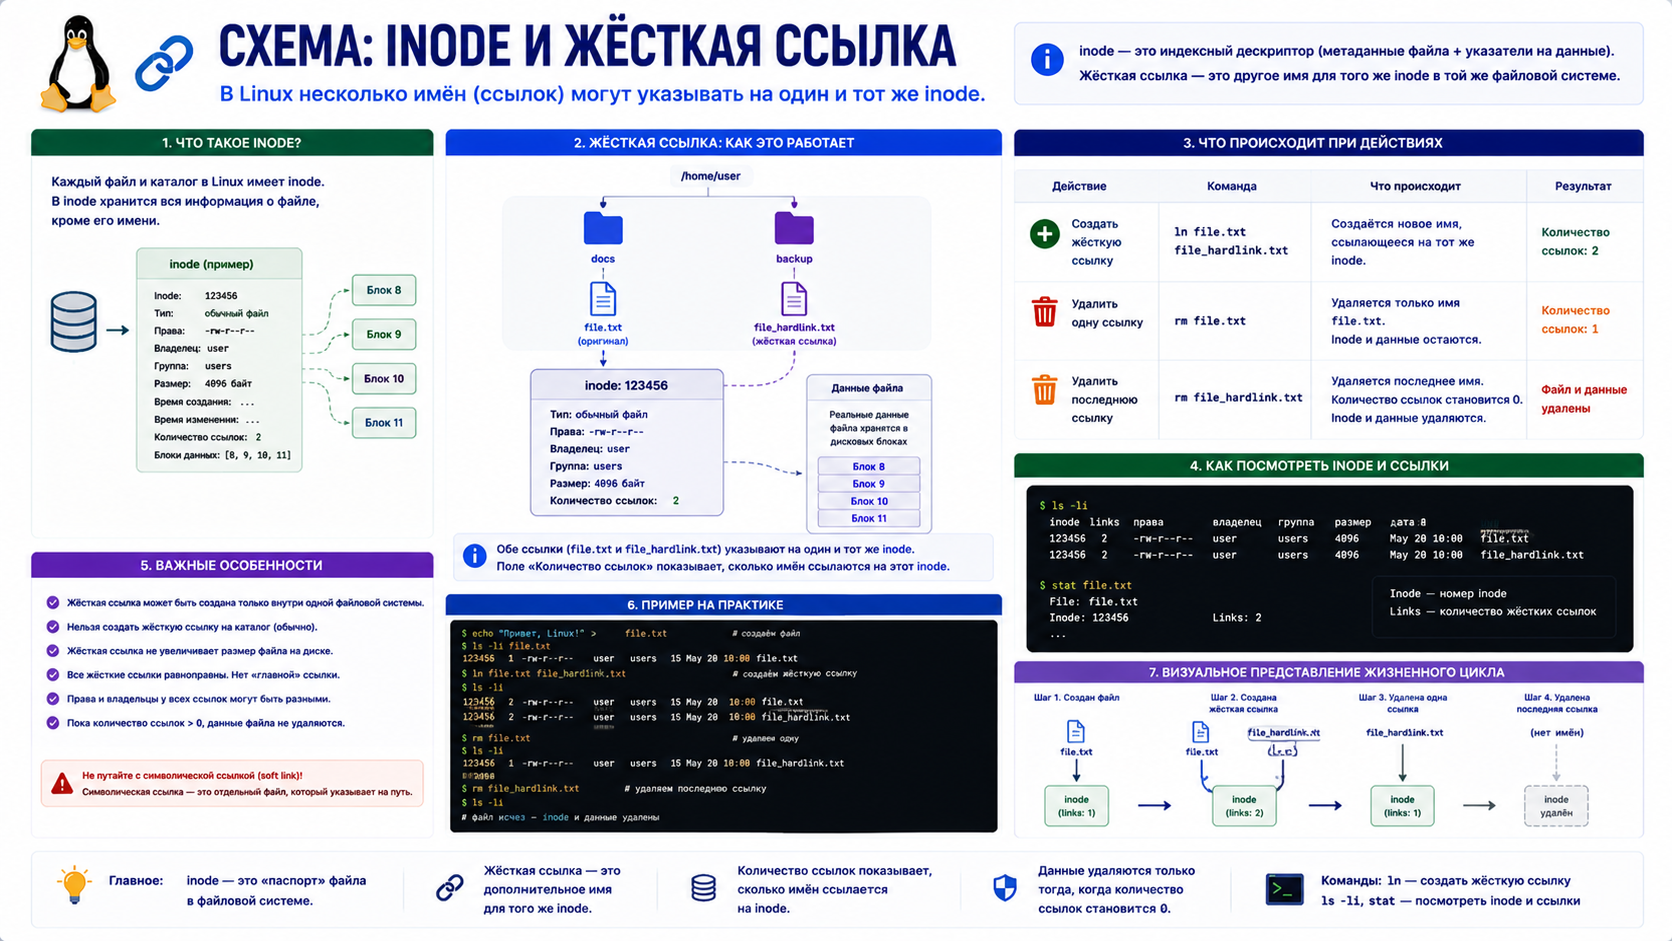 СХЕМА: INODE И ЖЁСТКАЯ ССЫЛКА
В Linux несколько имён (ссылок) могут указывать на один и тот же inode.
inode — это индексный дескриптор (метаданные файла + указатели на данные).
Жёсткая ссылка — это другое имя для того же inode в той же файловой системе.
1. ЧТО ТАКОЕ INODE?
Каждый файл и каталог в Linux имеет inode.
В inode хранится вся информация о файле,
кроме его имени.
inode (пример)
Inode: 123456
Тип: обычный файл
Права: -rw-r--r--
Владелец: user
Группа: users
Размер: 4096 байт
Время создания: ...
Время изменении: ...
Количество ссылок: 2
Блоки данных: [8, 9, 10, 11]
Блок 8
Блок 9
Блок 10
Блок 11
2. ЖЁСТКАЯ ССЫЛКА: КАК ЭТО РАБОТАЕТ
/home/user
docs
backup
file.txt
(оригинал)
file_hardlink.txt
(жёсткая ссылка)
inode: 123456
Тип: обычный файл
Права: -rw-r--r--
Владелец: user
Группа: users
Размер: 4096 байт
Количество ссылок: 2
Данные файла
Реальные данные
файла хранятся в
дисковых блоках
Блок 8
Блок 9
Блок 10
Блок 11
Обе ссылки (file.txt и file_hardlink.txt) указывают на один и тот же inode.
Поле «Количество ссылок» показывает, сколько имён ссылаются на этот inode.
3. ЧТО ПРОИСХОДИТ ПРИ ДЕЙСТВИЯХ
Действие Команда Что происходит Результат
Создать
жёсткую
ссылку
ln file.txt
file_hardlink.txt
Создаётся новое имя,
ссылающееся на тот же
inode.
Количество
ссылок: 2
Удалить
одну ссылку
rm file.txt
Удаляется только имя
file.txt.
Inode и данные остаются.
Количество
ссылок: 1
Удалить
последнюю
ссылку
rm file_hardlink.txt
Удаляется последнее имя.
Количество ссылок становится 0.
Inode и данные удаляются.
Файл и данные
удалены
4. КАК ПОСМОТРЕТЬ INODE И ССЫЛКИ
$ ls -li
inode links права владелец группа размер дата:8
123456 2 -rw-r--r-- user users 4096 May 20 10:00 file.txt
123456 2 -rw-r--r-- user users 4096 May 20 10:00 file_hardlink.txt
$ stat file.txt
File: file.txt
Inode: 123456 Links: 2
...
Inode — номер inode
Links — количество жёстких ссылок
5. ВАЖНЫЕ ОСОБЕННОСТИ
Жёсткая ссылка может быть создана только внутри одной файловой системы.
Нельзя создать жёсткую ссылку на каталог (обычно).
Жёсткая ссылка не увеличивает размер файла на диске.
Все жёсткие ссылки равноправны. Нет «главной» ссылки.
Права и владельцы у всех ссылок могут быть разными.
Пока количество ссылок > 0, данные файла не удаляются.
Не путайте с символической ссылкой (soft link)!
Символическая ссылка — это отдельный файл, который указывает на путь.
6. ПРИМЕР НА ПРАКТИКЕ
$ echo "Привет, Linux!" > file.txt # создаём файл
$ ls -li file.txt
123456 1 -rw-r--r-- user users 15 May 20 10:00 file.txt
$ ln file.txt file_hardlink.txt # создаём жёсткую ссылку
$ ls -li
123456 2 -rw-r--r-- user users 15 May 20 10:00 file.txt
123456 2 -rw-r--r-- user users 15 May 20 10:00 file_hardlink.txt
$ rm file.txt # удаляем одну
$ ls -li
123456 1 -rw-r--r-- user users 15 May 20 10:00 file_hardlink.txt
$ rm file_hardlink.txt # удаляем последнюю ссылку
$ ls -li
# файл исчез — inode и данные удалены
7. ВИЗУАЛЬНОЕ ПРЕДСТАВЛЕНИЕ ЖИЗНЕННОГО ЦИКЛА
Шаг 1. Создан файл
file.txt
inode
(links: 1)
Шаг 2. Создана
жёсткая ссылка
file.txt
inode
(links: 2)
Шаг 3. Удалена одна
ссылка
file_hardlink.txt
inode
(links: 1)
Шаг 4. Удалена
последняя ссылка
(нет имён)
inode
удалён
Главное: inode — это «паспорт» файла
в файловой системе.
Жёсткая ссылка — это
дополнительное имя
для того же inode.
Количество ссылок показывает,
сколько имён ссылается
на inode.
Данные удаляются только
тогда, когда количество
ссылок становится 0.
Команды: ln — создать жёсткую ссылку
ls -li, stat — посмотреть inode и ссылки